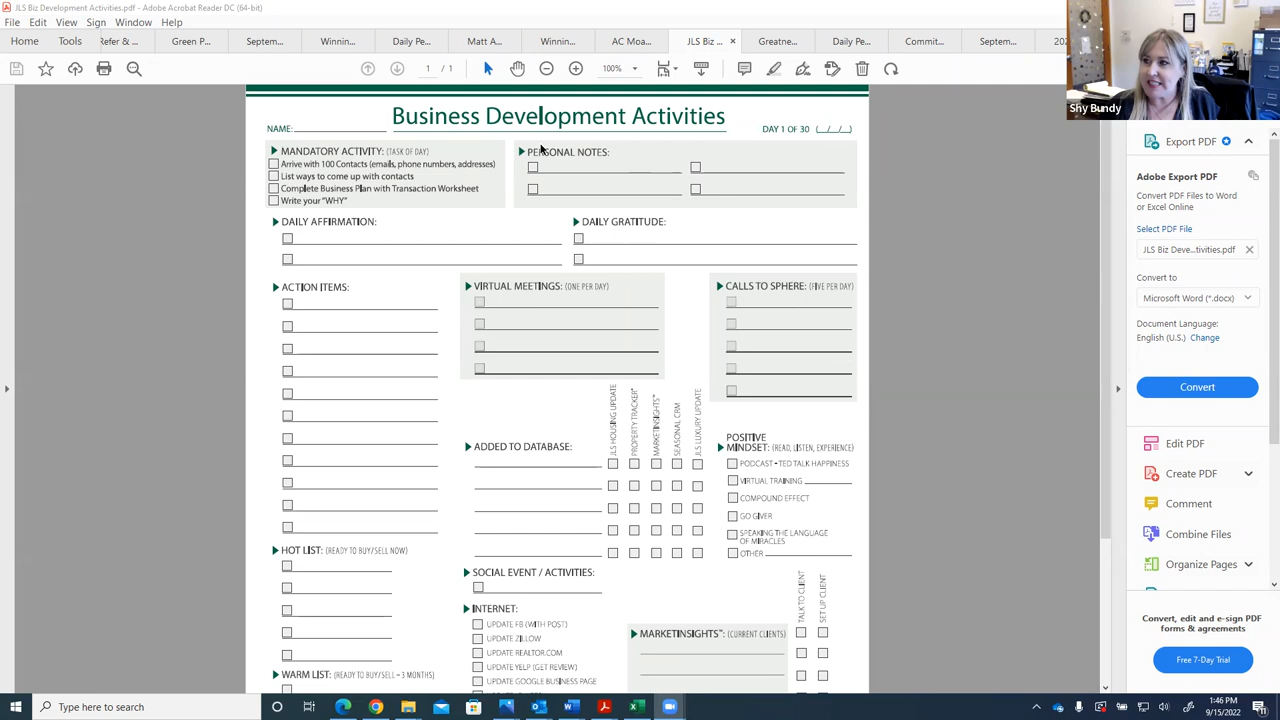 JLS Biz Development Activities.pdf - Adobe Acrobat Reader DC (64-bit)
File Edit View Sign Window Help
Home Tools Refer & ... Green P... Septem... Winnin... Daily Pe... Matt A... Winnin... AC Moa... JLS Biz ... × Greatne... Daily Pe... Commit... Septem... 202
1 / 1 100%
Shy Bundy
Business Development Activities
NAME: DAY 1 OF 30 (__/__/__)
MANDATORY ACTIVITY: (TASK OF DAY)
Arrive with 100 Contacts (emails, phone numbers, addresses)
List ways to come up with contacts
Complete Business Plan with Transaction Worksheet
Write your "WHY"
PERSONAL NOTES:
DAILY AFFIRMATION:
DAILY GRATITUDE:
ACTION ITEMS:
VIRTUAL MEETINGS: (ONE PER DAY)
CALLS TO SPHERE: (FIVE PER DAY)
JLS HOUSING UPDATE
PROPERTY TRACKER®
MARKETINSIGHTS™
SEASONAL CRM
JLS LUXURY UPDATE
ADDED TO DATABASE:
POSITIVE
MINDSET: (READ, LISTEN, EXPERIENCE)
PODCAST - TED TALK HAPPINESS
VIRTUAL TRAINING
COMPOUND EFFECT
GO GIVER
SPEAKING THE LANGUAGE
OF MIRACLES
OTHER
HOT LIST: (READY TO BUY/SELL NOW)
SOCIAL EVENT / ACTIVITIES:
INTERNET:
UPDATE FB (WITH POST)
UPDATE ZILLOW
UPDATE REALTOR.COM
UPDATE YELP (GET REVIEW)
UPDATE GOOGLE BUSINESS PAGE
TALK TO CLIENT
SET UP CLIENT
MARKETINSIGHTS™: (CURRENT CLIENTS)
WARM LIST: (READY TO BUY/SELL ~ 3 MONTHS)
Export PDF
Adobe Export PDF
Convert PDF Files to Word
or Excel Online
Select PDF File
JLS Biz Deve...tivities.pdf
Convert to
Microsoft Word (*.docx)
Document Language:
English (U.S.) Change
Convert
Edit PDF
Create PDF
Comment
Combine Files
Organize Pages
Convert, edit and e-sign PDF
forms & agreements
Free 7-Day Trial
Type here to search
1:46 PM
9/15/2022